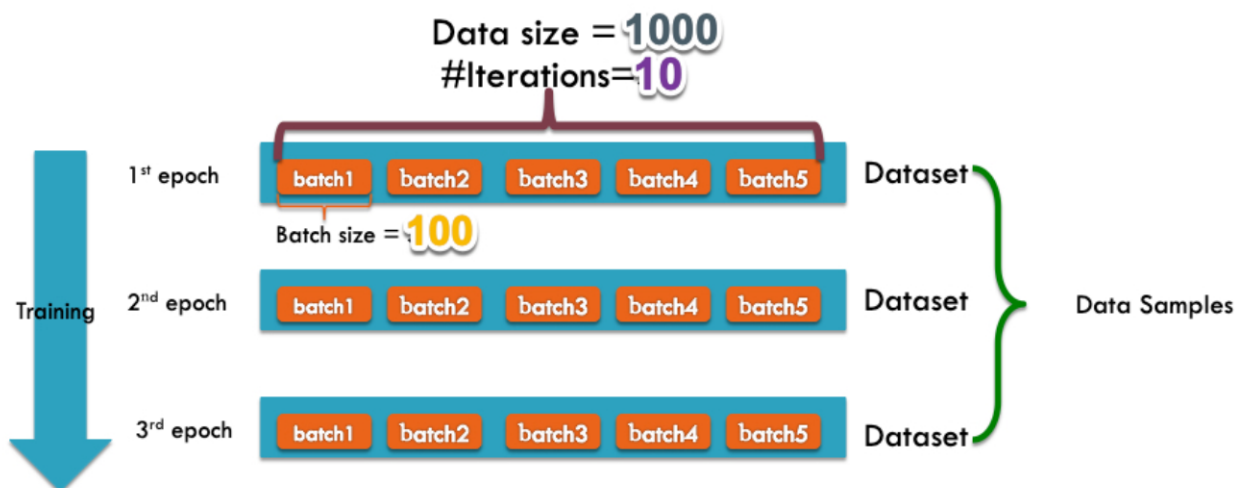 Data size = 1000
#Iterations=10
1st epoch batch1 batch2 batch3 batch4 batch5 Dataset
Batch size = 100
Training 2nd epoch batch1 batch2 batch3 batch4 batch5 Dataset Data Samples
3rd epoch batch1 batch2 batch3 batch4 batch5 Dataset